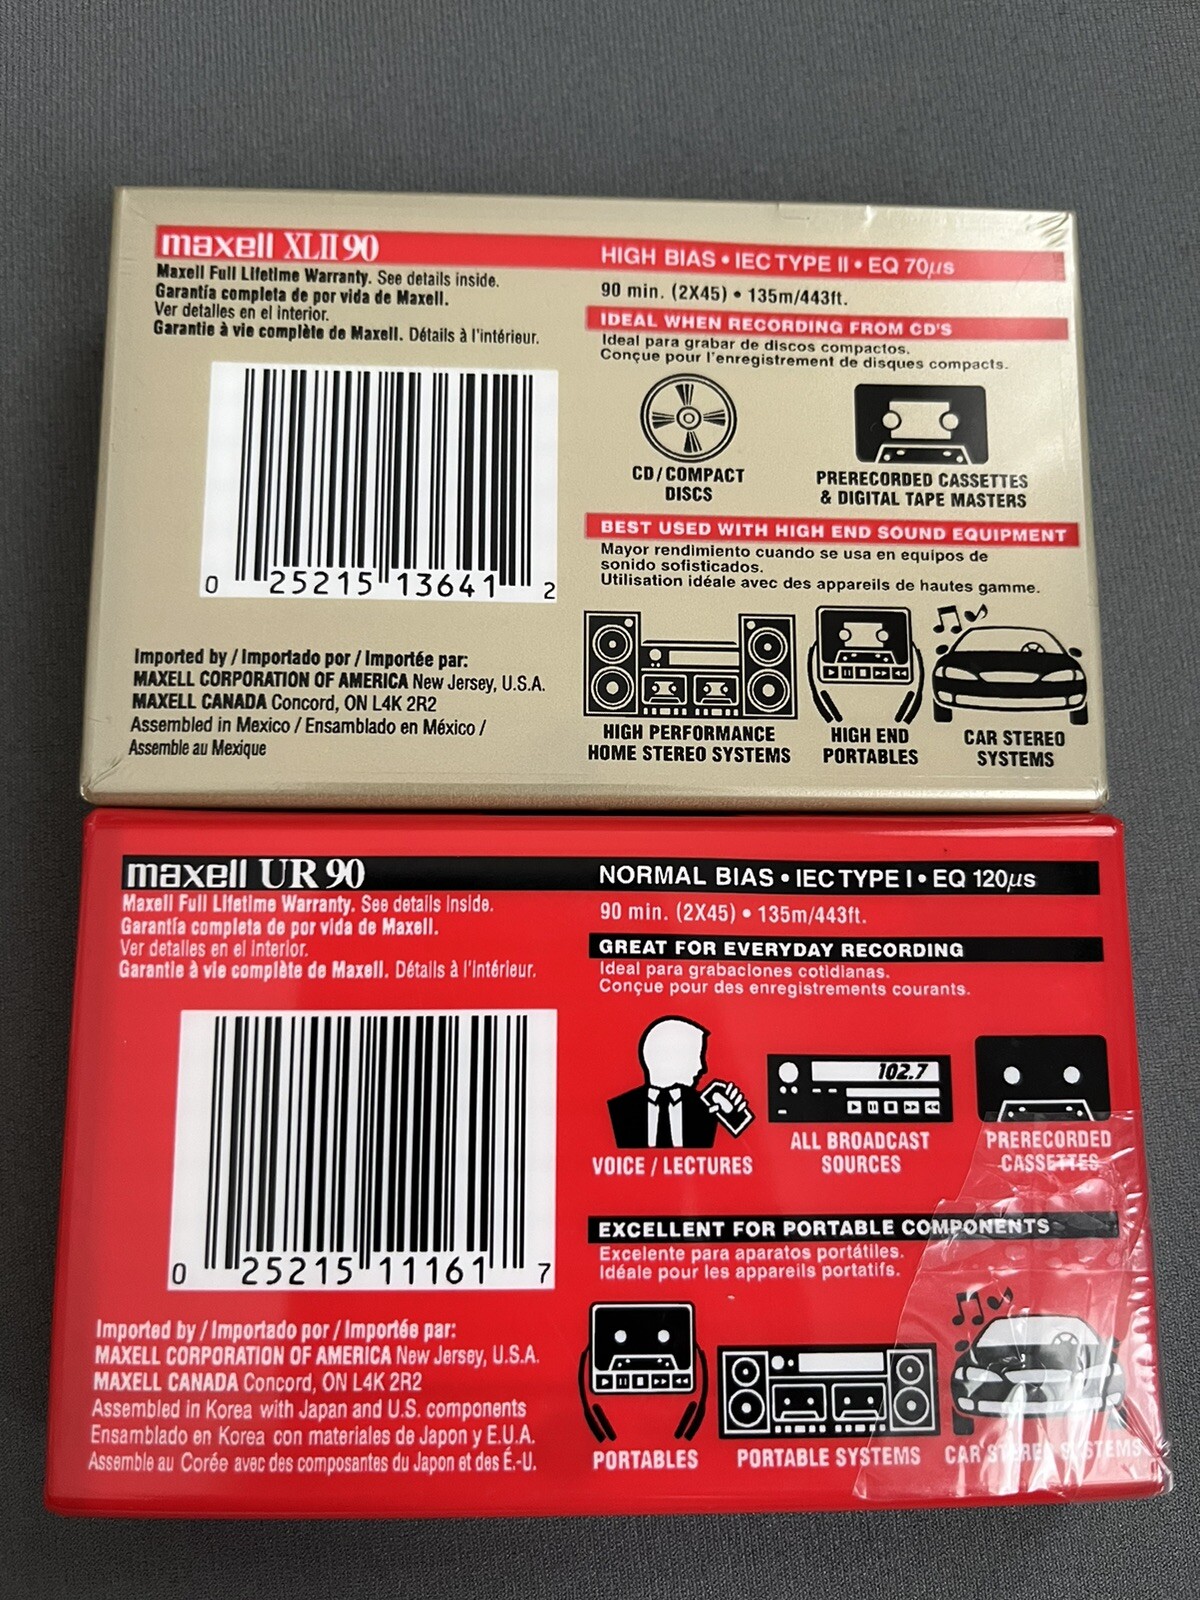 maxell XLII 90
Maxell Full Lifetime Warranty. See details inside.
Garantía completa de por vida de Maxell.
Ver detalles en el interior.
Garantie à vie complète de Maxell. Détails à l'intérieur.
0 25215 13641 2
Imported by / Importado por / Importée par:
MAXELL CORPORATION OF AMERICA New Jersey, U.S.A.
MAXELL CANADA Concord, ON L4K 2R2
Assembled in Mexico / Ensamblado en México /
Assemble au Mexique
HIGH BIAS • IEC TYPE II • EQ 70µs
90 min. (2X45) • 135m/443ft.
IDEAL WHEN RECORDING FROM CD'S
Ideal para grabar de discos compactos.
Conçue pour l'enregistrement de disques compacts.
CD / COMPACT
DISCS
PRERECORDED CASSETTES
& DIGITAL TAPE MASTERS
BEST USED WITH HIGH END SOUND EQUIPMENT
Mayor rendimiento cuando se usa en equipos de
sonido sofisticados.
Utilisation idéale avec des appareils de hautes gamme.
HIGH PERFORMANCE
HOME STEREO SYSTEMS
HIGH END
PORTABLES
CAR STEREO
SYSTEMS
maxell UR 90
Maxell Full Lifetime Warranty. See details inside.
Garantía completa de por vida de Maxell.
Ver detalles en el interior.
Garantie à vie complète de Maxell. Détails à l'intérieur.
0 25215 11161 7
Imported by / Importado por / Importée par:
MAXELL CORPORATION OF AMERICA New Jersey, U.S.A.
MAXELL CANADA Concord, ON L4K 2R2
Assembled in Korea with Japan and U.S. components
Ensamblado en Korea con materiales de Japon y E.U.A.
Assemble au Corée avec des composantes du Japon et des É.-U.
NORMAL BIAS • IEC TYPE I • EQ 120µs
90 min. (2X45) • 135m/443ft.
GREAT FOR EVERYDAY RECORDING
Ideal para grabaciones cotidianas.
Conçue pour des enregistrements courants.
VOICE / LECTURES
102.7
ALL BROADCAST
SOURCES
PRERECORDED
CASSETTES
EXCELLENT FOR PORTABLE COMPONENTS
Excelente para aparatos portátiles.
Idéale pour les appareils portatifs.
PORTABLES
PORTABLE SYSTEMS
CAR STEREO SYSTEMS